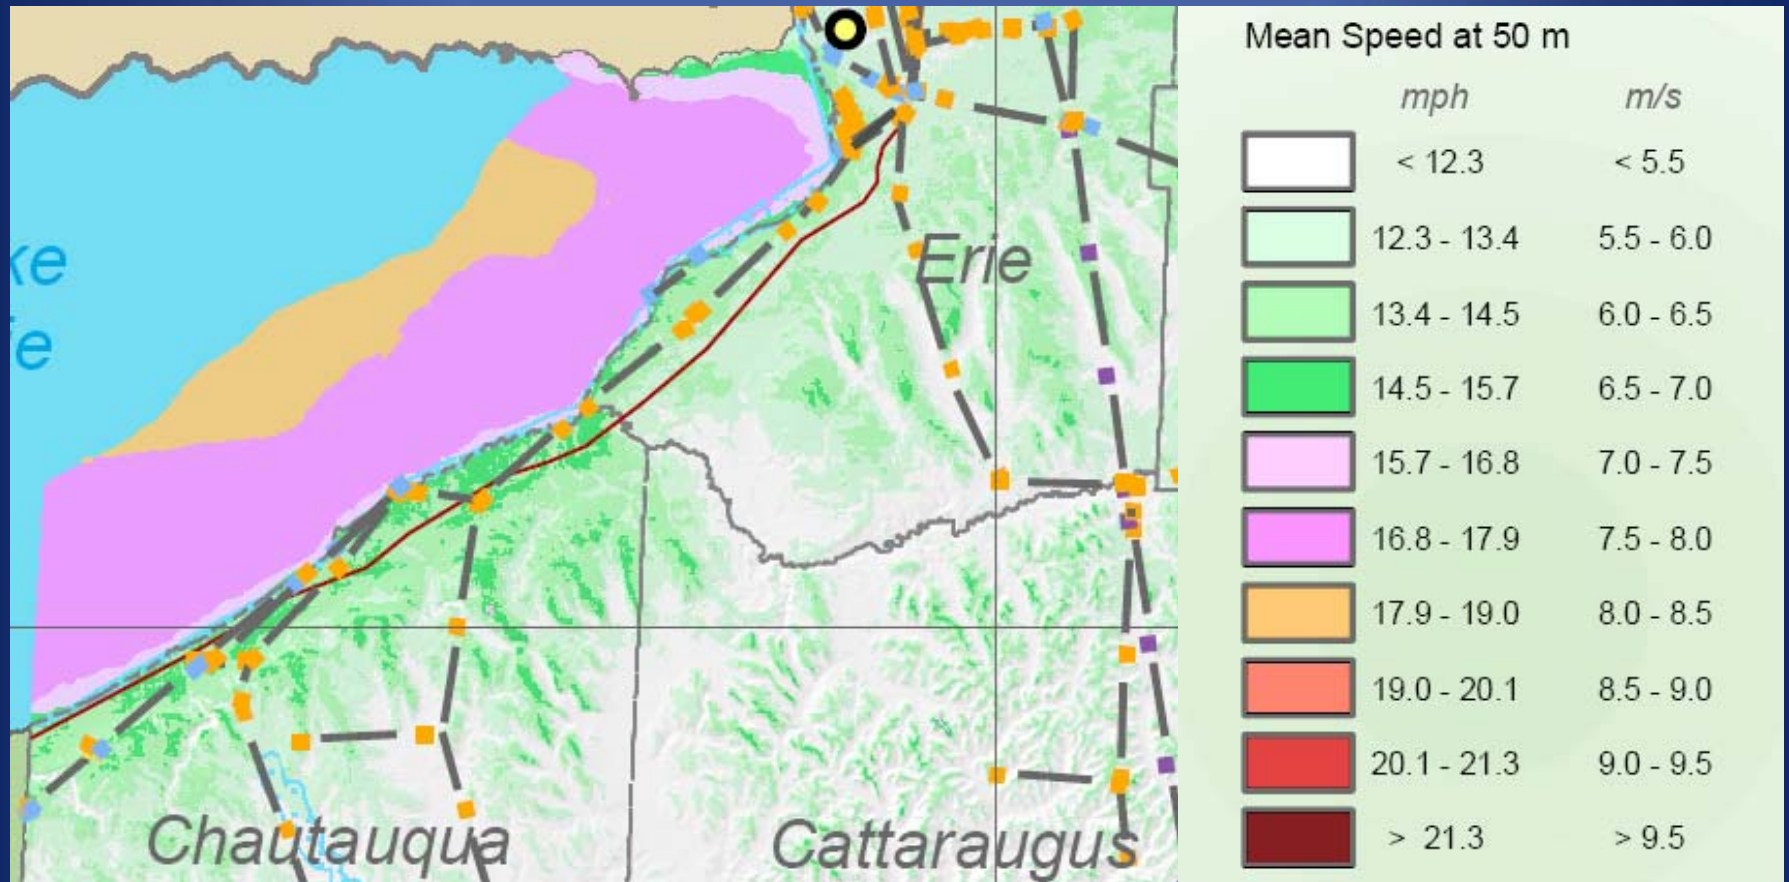 Mean Speed at 50 m
mph m/s
< 12.3 < 5.5
12.3 - 13.4 5.5 - 6.0
13.4 - 14.5 6.0 - 6.5
14.5 - 15.7 6.5 - 7.0
15.7 - 16.8 7.0 - 7.5
16.8 - 17.9 7.5 - 8.0
17.9 - 19.0 8.0 - 8.5
19.0 - 20.1 8.5 - 9.0
20.1 - 21.3 9.0 - 9.5
> 21.3 > 9.5
Erie
ke
ie
Chautauqua
Cattaraugus